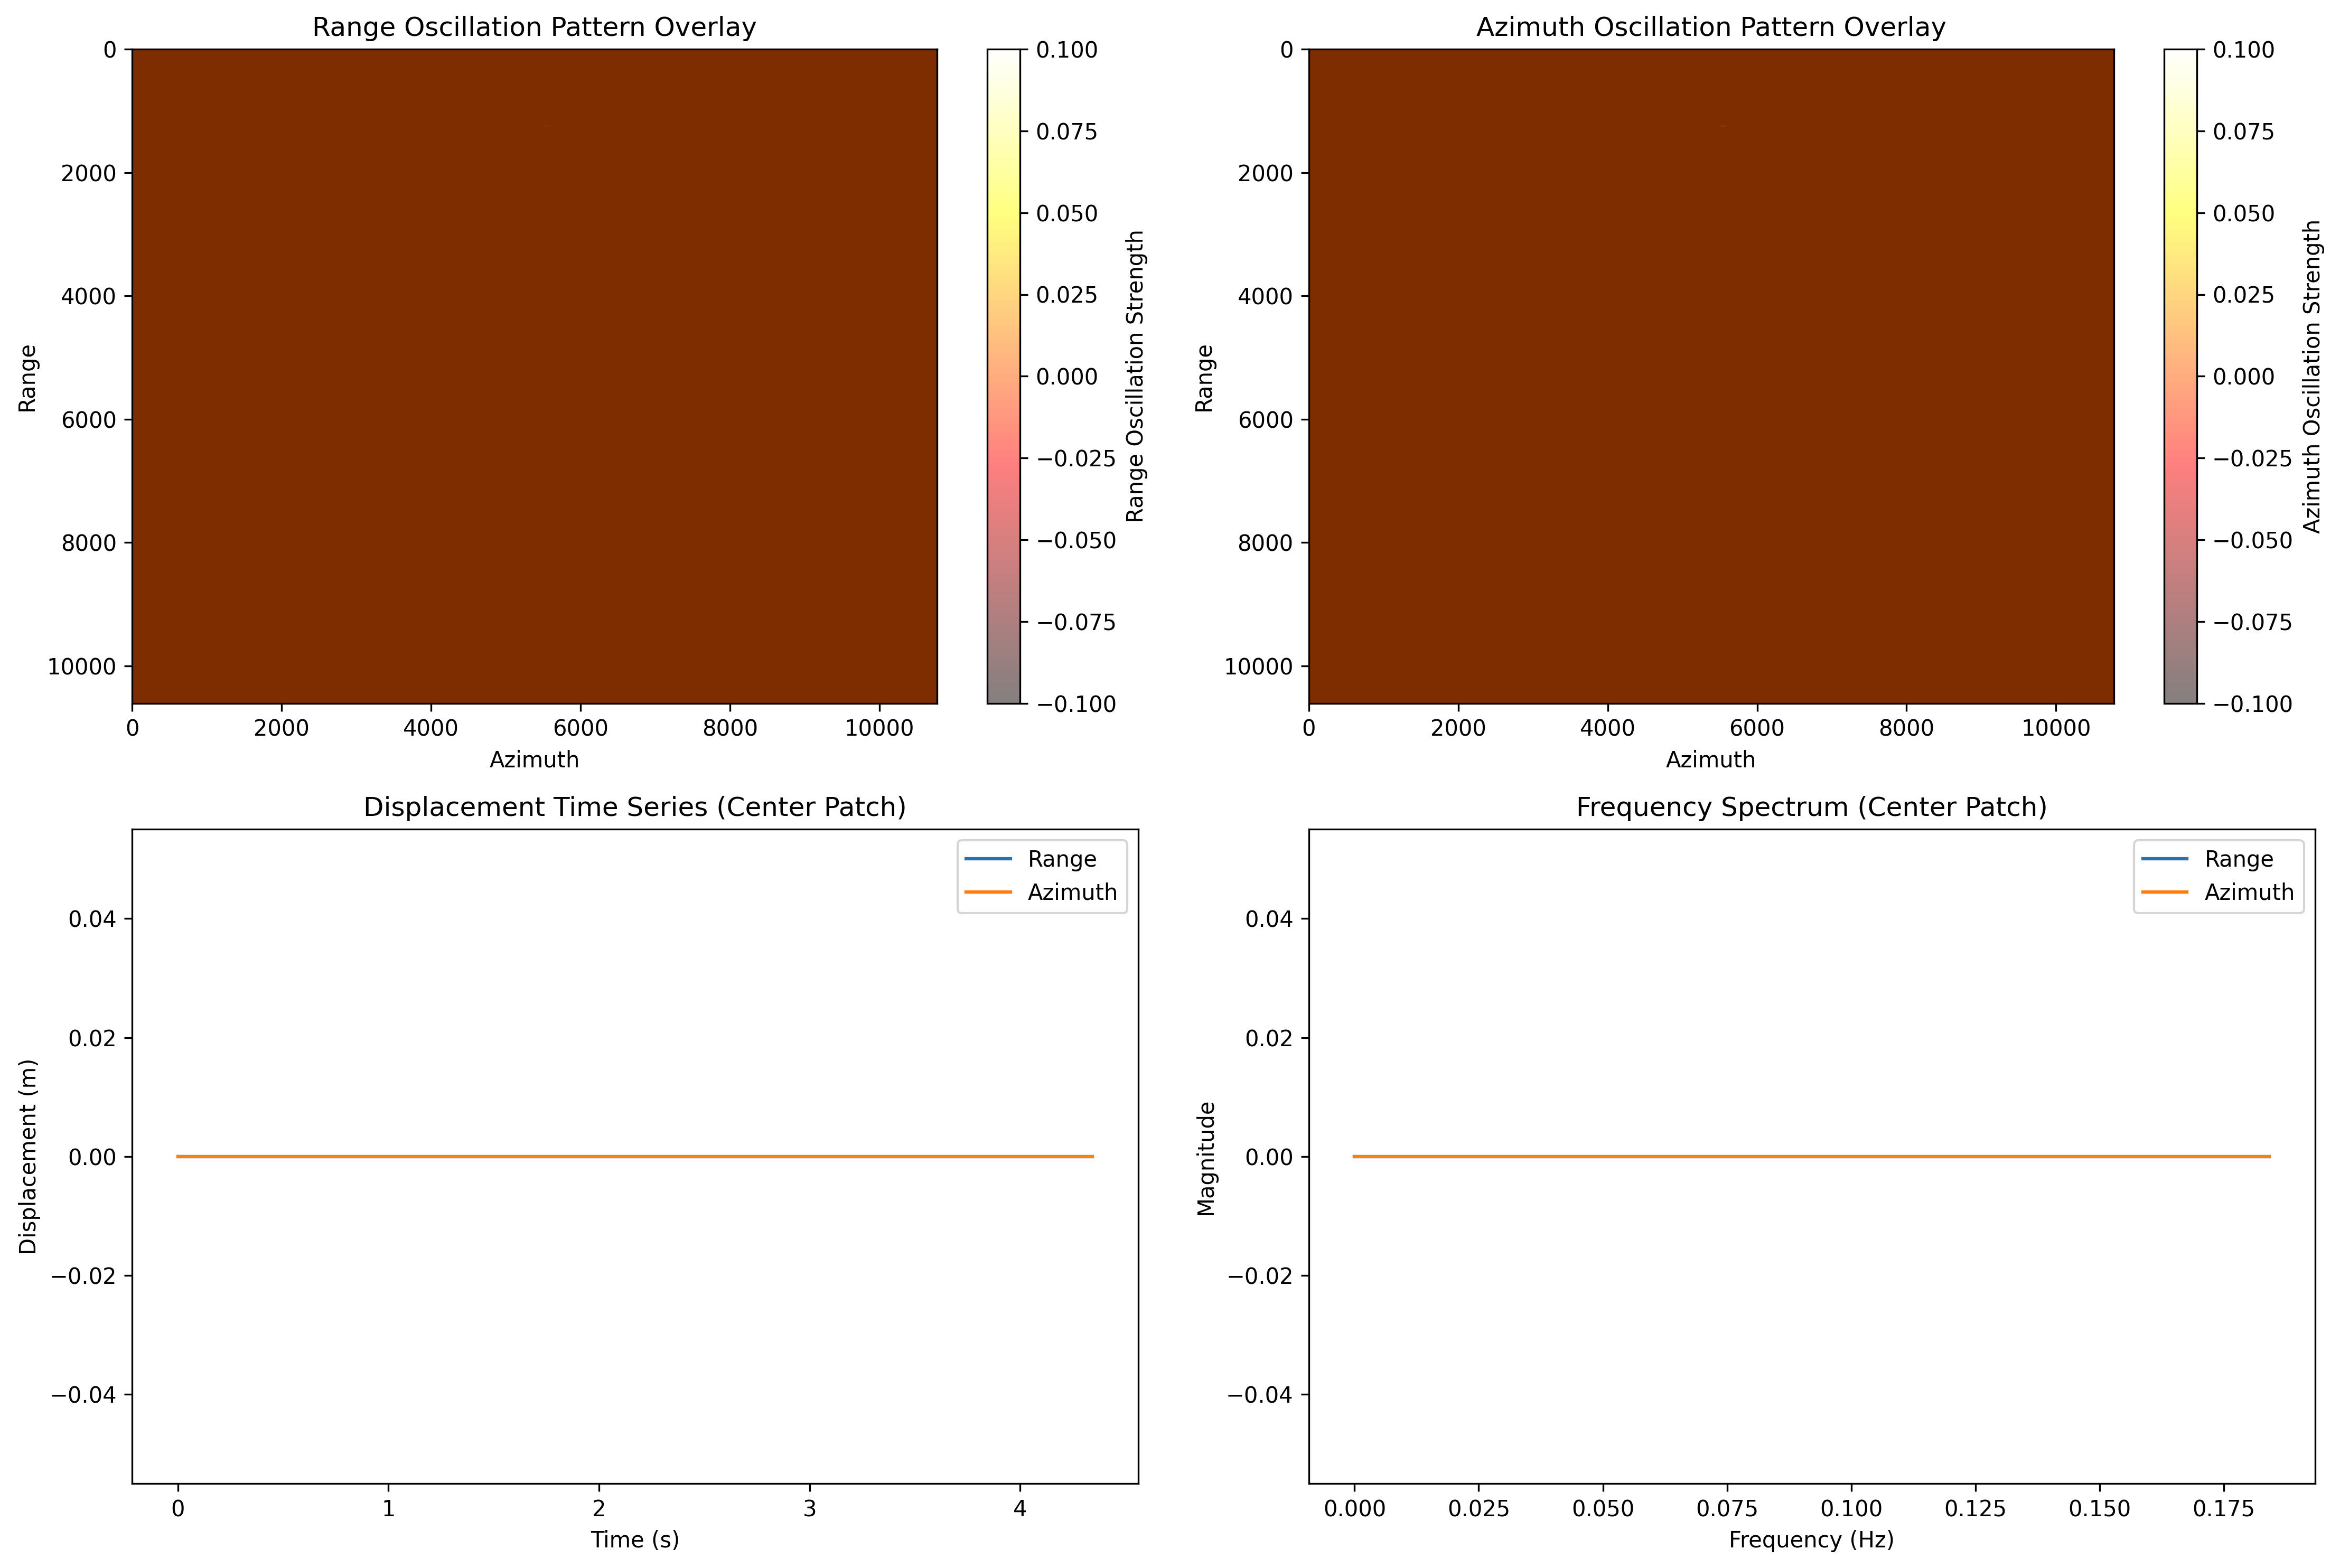 Range Oscillation Pattern Overlay
0
2000
4000
6000
8000
10000
Range
0 2000 4000 6000 8000 10000
Azimuth
0.100
0.075
0.050
0.025
0.000
−0.025
−0.050
−0.075
−0.100
Range Oscillation Strength
Azimuth Oscillation Pattern Overlay
0
2000
4000
6000
8000
10000
Range
0 2000 4000 6000 8000 10000
Azimuth
0.100
0.075
0.050
0.025
0.000
−0.025
−0.050
−0.075
−0.100
Azimuth Oscillation Strength
Displacement Time Series (Center Patch)
Range
Azimuth
0.04
0.02
0.00
−0.02
−0.04
Displacement (m)
0 1 2 3 4
Time (s)
Frequency Spectrum (Center Patch)
Range
Azimuth
0.04
0.02
0.00
−0.02
−0.04
Magnitude
0.000 0.025 0.050 0.075 0.100 0.125 0.150 0.175
Frequency (Hz)